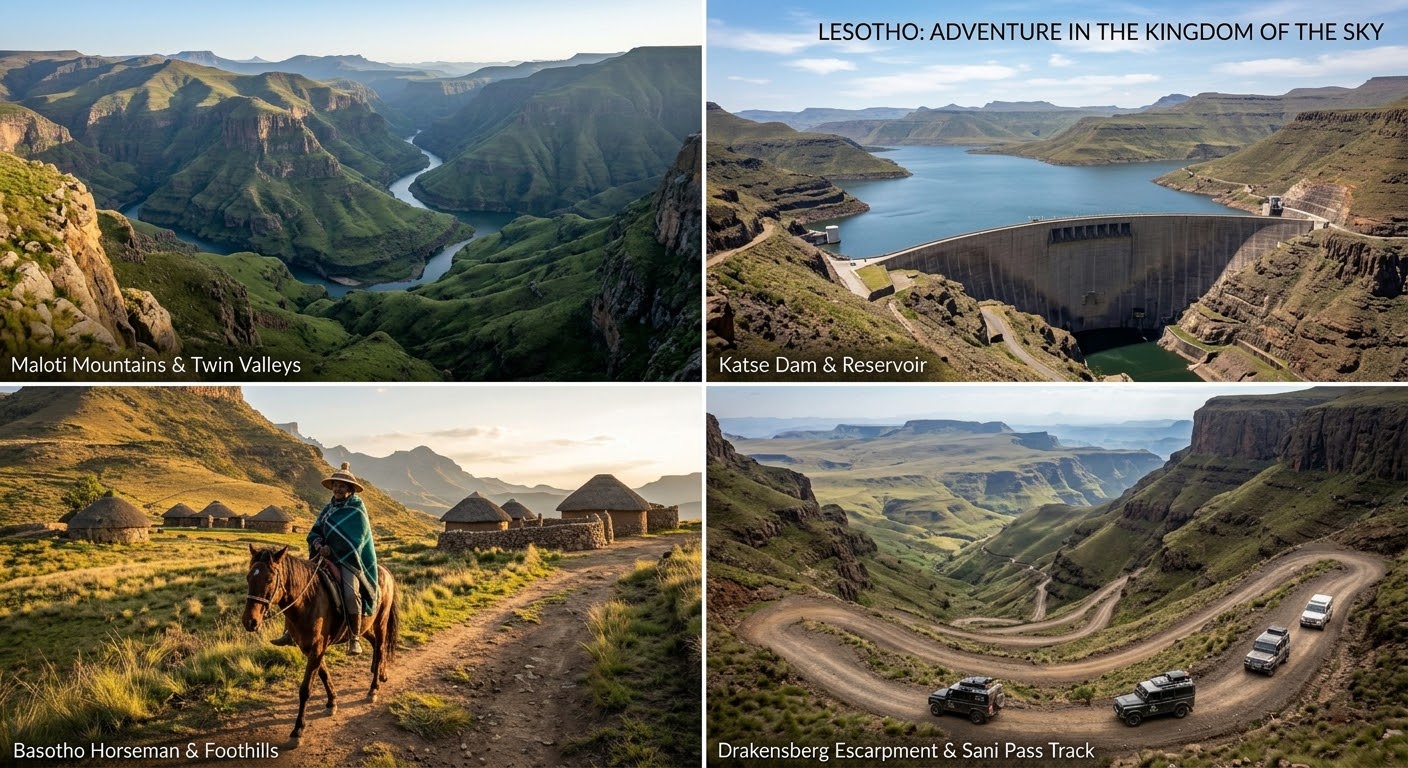 LESOTHO: ADVENTURE IN THE KINGDOM OF THE SKY
Maloti Mountains & Twin Valleys
Katse Dam & Reservoir
Basotho Horseman & Foothills
Drakensberg Escarpment & Sani Pass Track